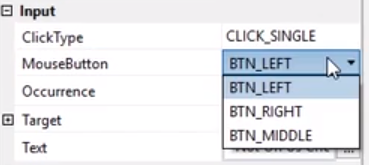 Input
ClickType CLICK_SINGLE
MouseButton BTN_LEFT
Occurrence BTN_LEFT
BTN_RIGHT
Target
BTN_MIDDLE
Text